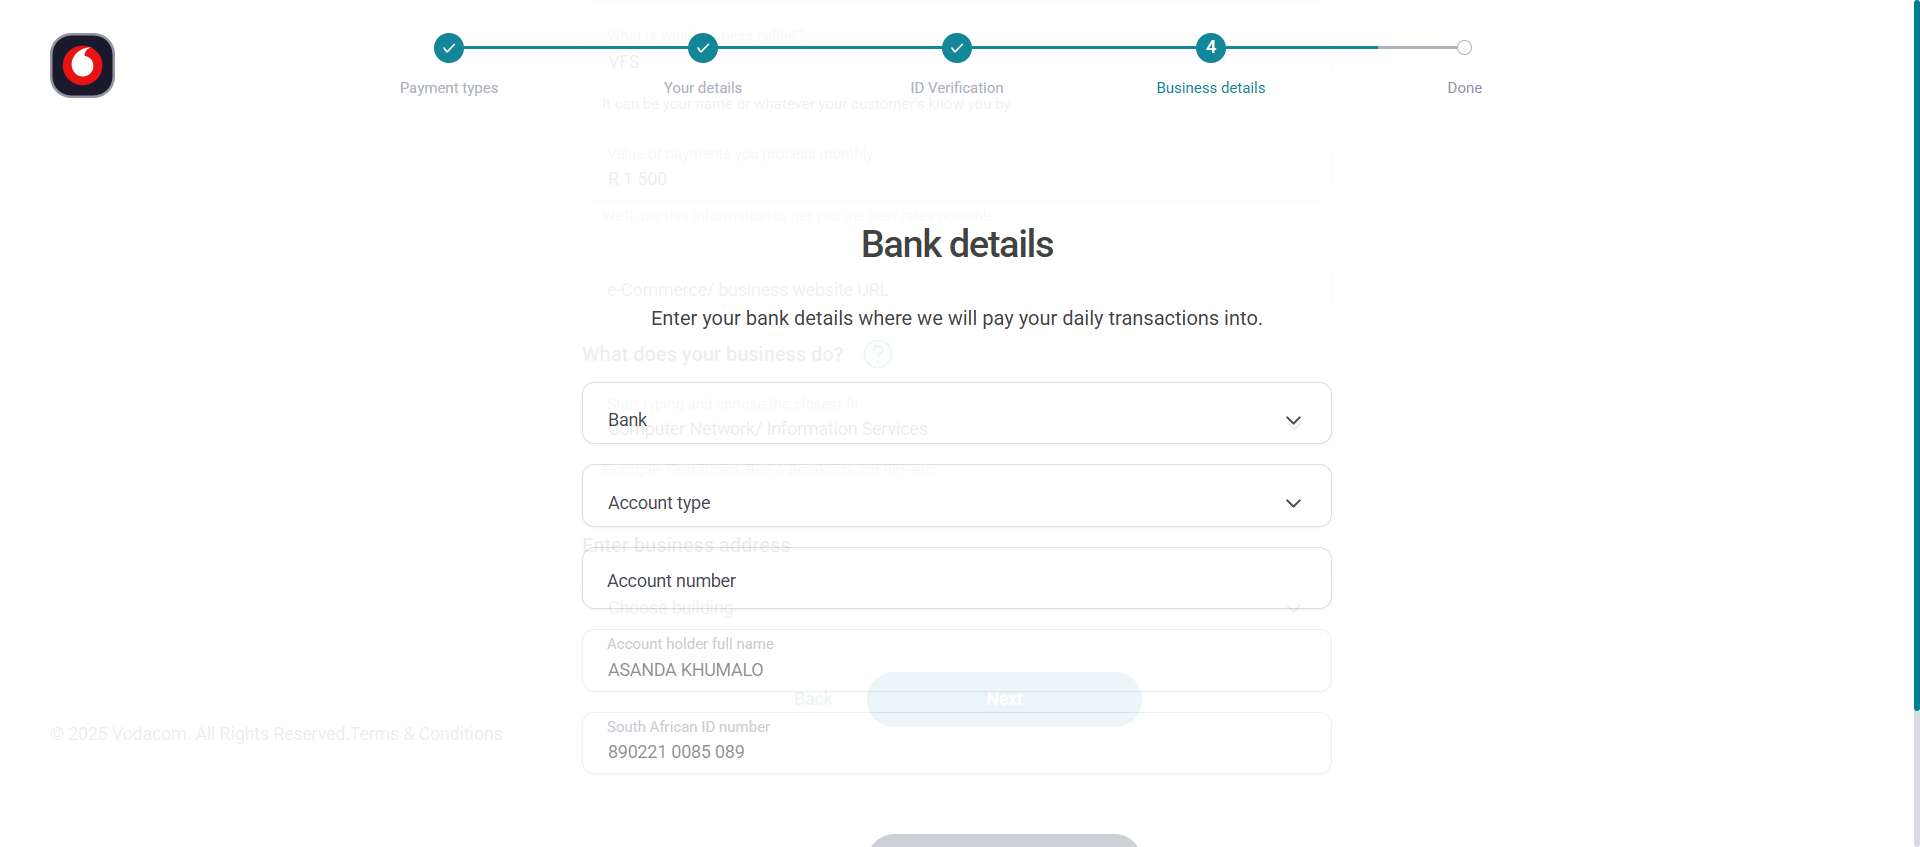 What is your business called?
VFS
4
Payment types
Your details
ID Verification
Business details
Done
It can be your name or whatever your customer's know you by
Value of payments you process monthly
R 1 500
We'll use this information to get you the best rates possible
Bank details
e-Commerce/ business website URL
Enter your bank details where we will pay your daily transactions into.
What does your business do? ?
Start typing and choose the closest fit
Bank
Computer Network/ Information Services
Example: Restaurant, Bed & Breakfast, car hire etc
Account type
Enter business address
Account number
Choose building
Account holder full name
ASANDA KHUMALO
Back
Next
South African ID number
© 2025 Vodacom. All Rights Reserved.Terms & Conditions
890221 0085 089